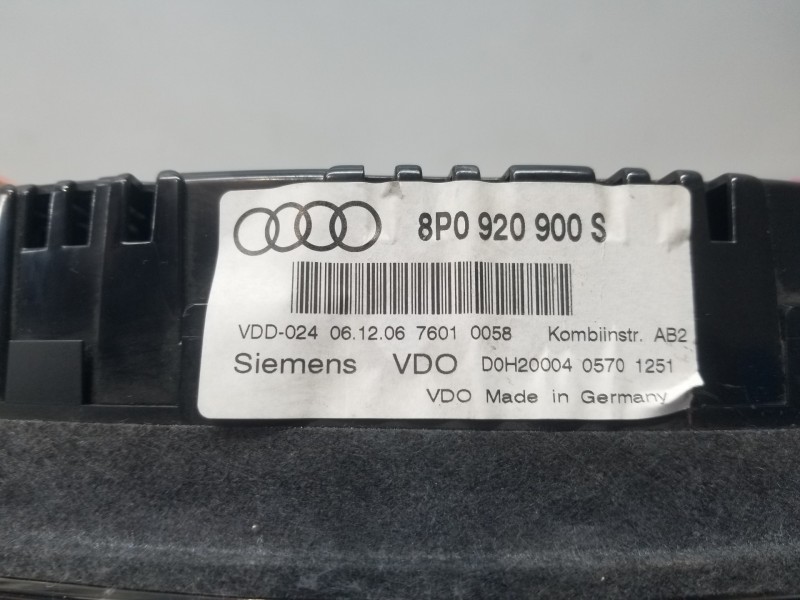 8P0 920 900 S
VDD-024 06.12.06 7601 0058 Kombiinstr. AB2
Siemens VDO D0H20004 0570 1251
VDO Made in Germany